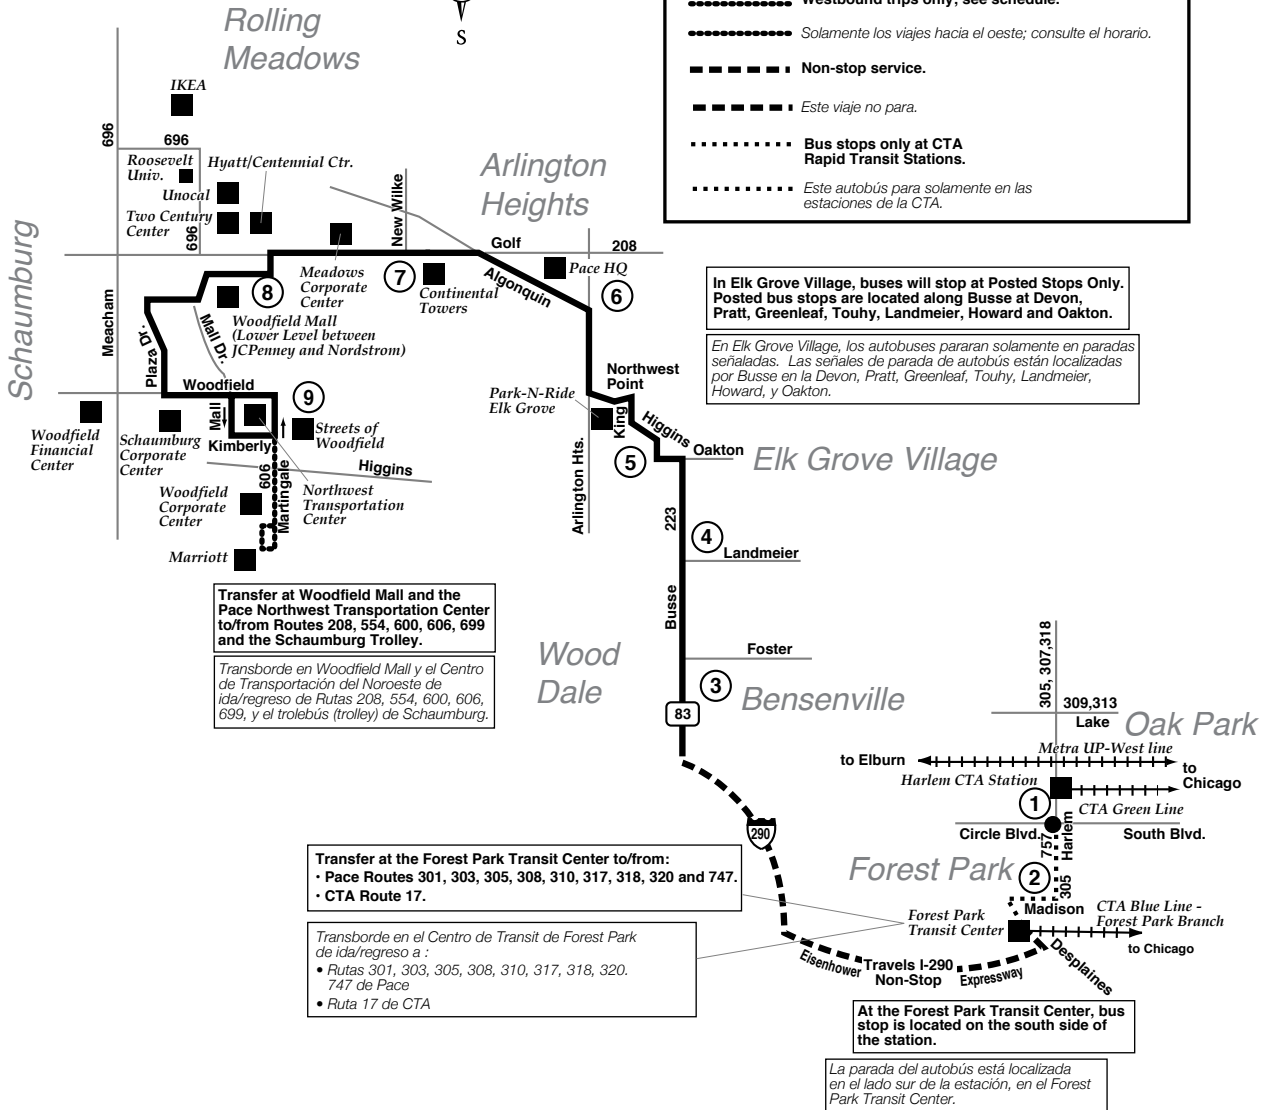 Westbound trips only; see schedule.
Solamente los viajes hacia el oeste; consulte el horario.
Non-stop service.
Este viaje no para.
Bus stops only at CTA
Rapid Transit Stations.
Este autobús para solamente en las
estaciones de la CTA.
S
Rolling
Meadows
IKEA
696
696
Roosevelt
Univ.
Hyatt/Centennial Ctr.
Unocal
Two Century
Center
696
New Wilke
Arlington
Heights
Schaumburg
Golf
208
Meadows
Corporate
Center
7
Continental
Towers
Algonquin
Pace HQ
6
8
Woodfield Mall
(Lower Level between
JCPenney and Nordstrom)
Meacham
Plaza Dr.
Mall Dr.
In Elk Grove Village, buses will stop at Posted Stops Only.
Posted bus stops are located along Busse at Devon,
Pratt, Greenleaf, Touhy, Landmeier, Howard and Oakton.
En Elk Grove Village, los autobuses pararan solamente en paradas
señaladas. Las señales de parada de autobús están localizadas
por Busse en la Devon, Pratt, Greenleaf, Touhy, Landmeier,
Howard, y Oakton.
Woodfield
9
Mall
Kimberly
Streets of
Woodfield
Woodfield
Financial
Center
Schaumburg
Corporate
Center
606
Martingale
Higgins
Woodfield
Corporate
Center
Northwest
Transportation
Center
Marriott
Northwest
Point
Park-N-Ride
Elk Grove
King
Higgins
5
Oakton
Elk Grove Village
Arlington Hts.
223
4
Landmeier
Busse
Transfer at Woodfield Mall and the
Pace Northwest Transportation Center
to/from Routes 208, 554, 600, 606, 699
and the Schaumburg Trolley.
Transborde en Woodfield Mall y el Centro
de Transportación del Noroeste de
ida/regreso de Rutas 208, 554, 600, 606,
699, y el trolebús (trolley) de Schaumburg.
Wood
Dale
Foster
3
Bensenville
83
305, 307,318
309,313
Lake
Oak Park
Metra UP-West line
to Elburn
to
Chicago
Harlem CTA Station
1
CTA Green Line
Circle Blvd.
South Blvd.
757
Harlem
290
Forest Park
2
305
Madison
CTA Blue Line -
Forest Park Branch
Forest Park
Transit Center
to Chicago
Desplaines
Eisenhower
Travels I-290
Non-Stop
Expressway
Transfer at the Forest Park Transit Center to/from:
· Pace Routes 301, 303, 305, 308, 310, 317, 318, 320 and 747.
· CTA Route 17.
Transborde en el Centro de Transit de Forest Park
de ida/regreso a :
• Rutas 301, 303, 305, 308, 310, 317, 318, 320.
747 de Pace
• Ruta 17 de CTA
At the Forest Park Transit Center, bus
stop is located on the south side of
the station.
La parada del autobús está localizada
en el lado sur de la estación, en el Forest
Park Transit Center.